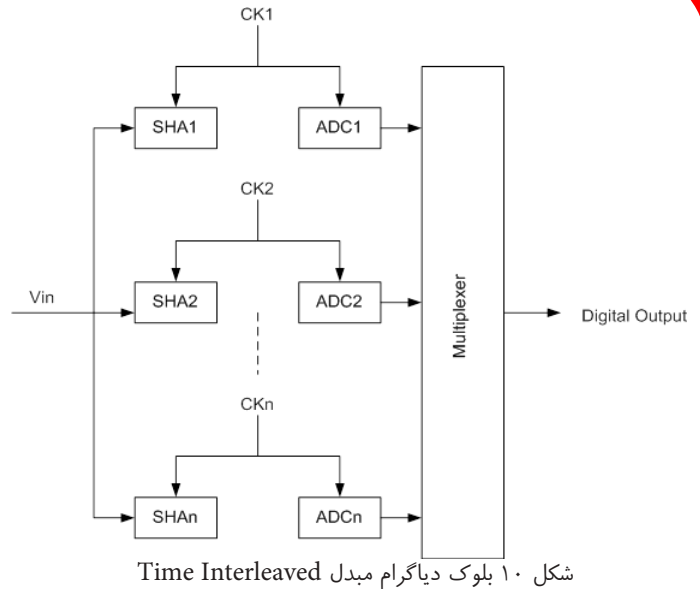 CK1
SHA1 ADC1
CK2
SHA2 ADC2
Vin
Multiplexer
Digital Output
CKn
SHAn ADCn
شکل ۱۰ بلوک دیاگرام مبدل Time Interleaved